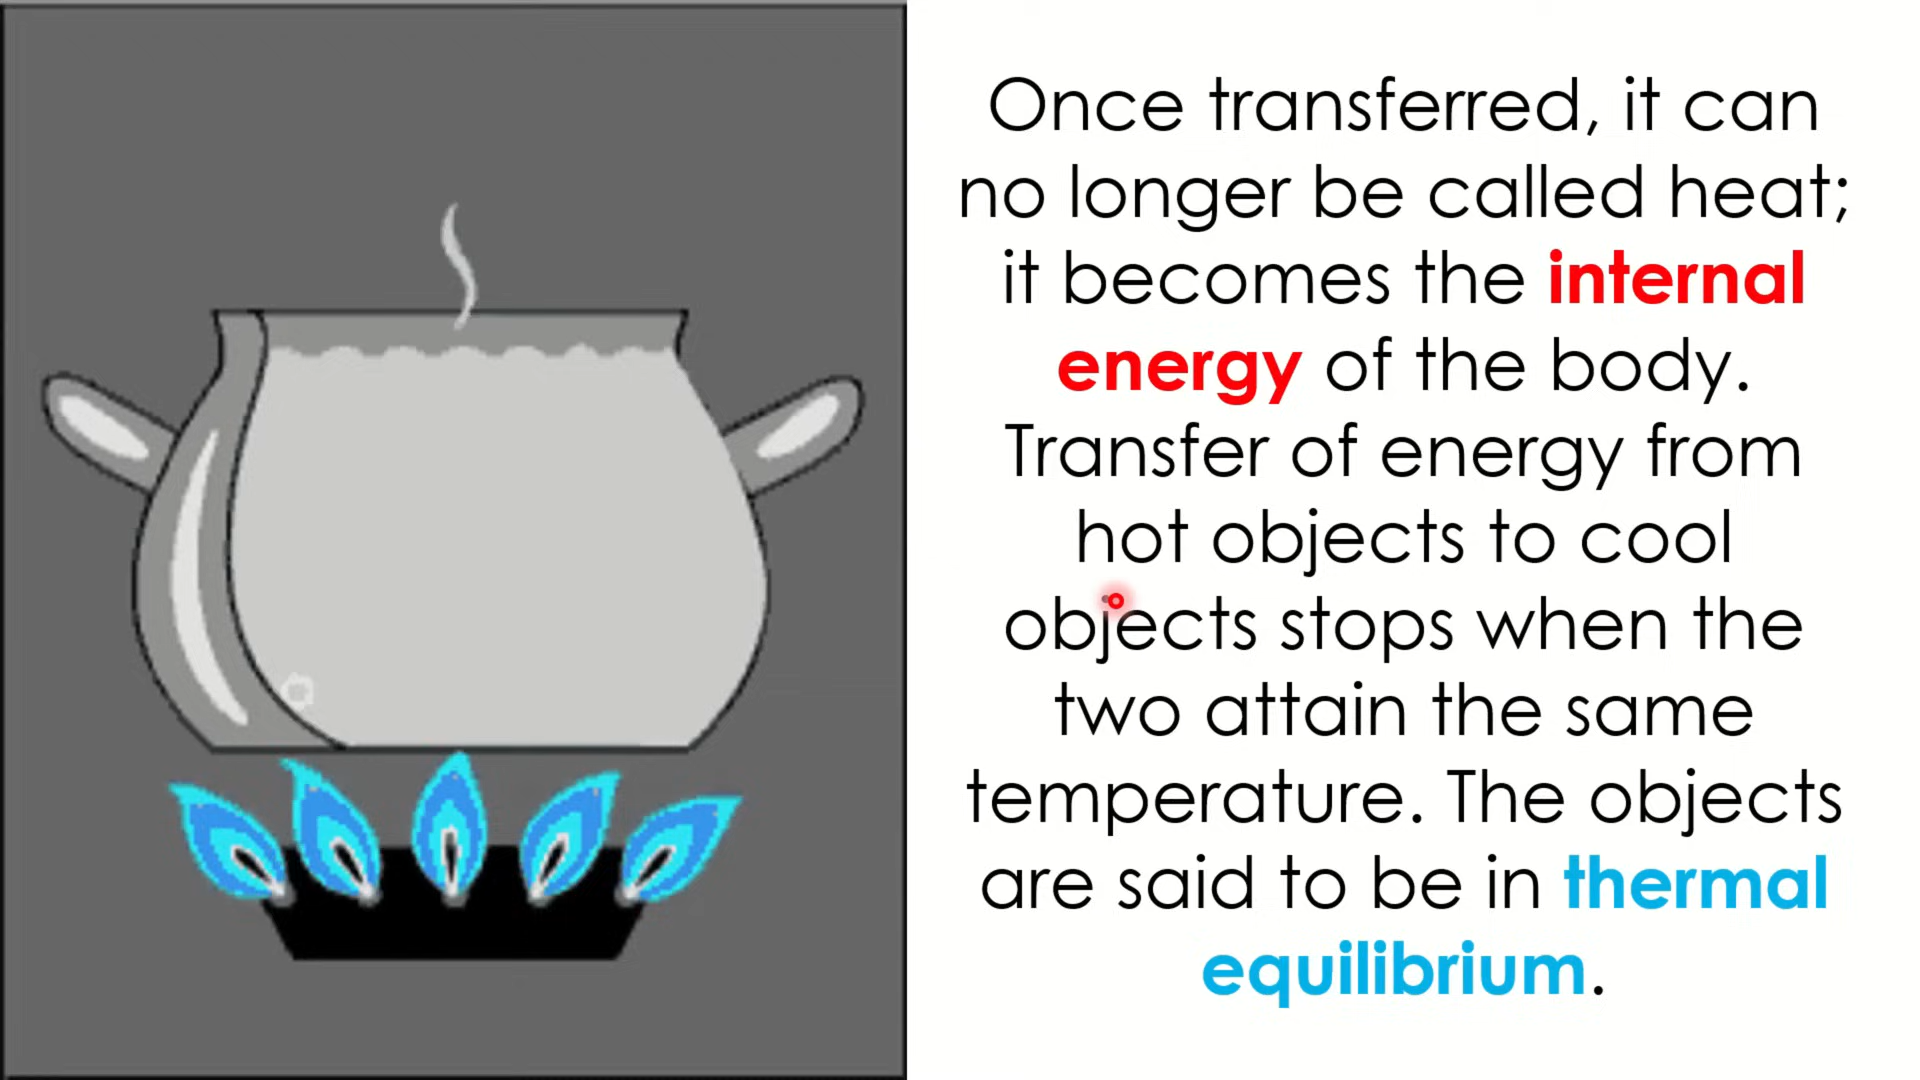 Once transferred, it can
no longer be called heat;
it becomes the internal
energy of the body.
Transfer of energy from
hot objects to cool
objects stops when the
two attain the same
temperature. The objects
are said to be in thermal
equilibrium.